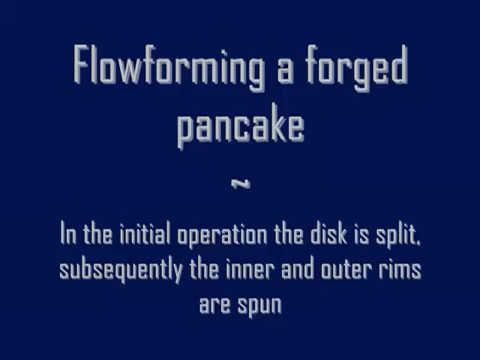 Flowforming a forged
pancake
~
In the initial operation the disk is split,
subsequently the inner and outer rims
are spun